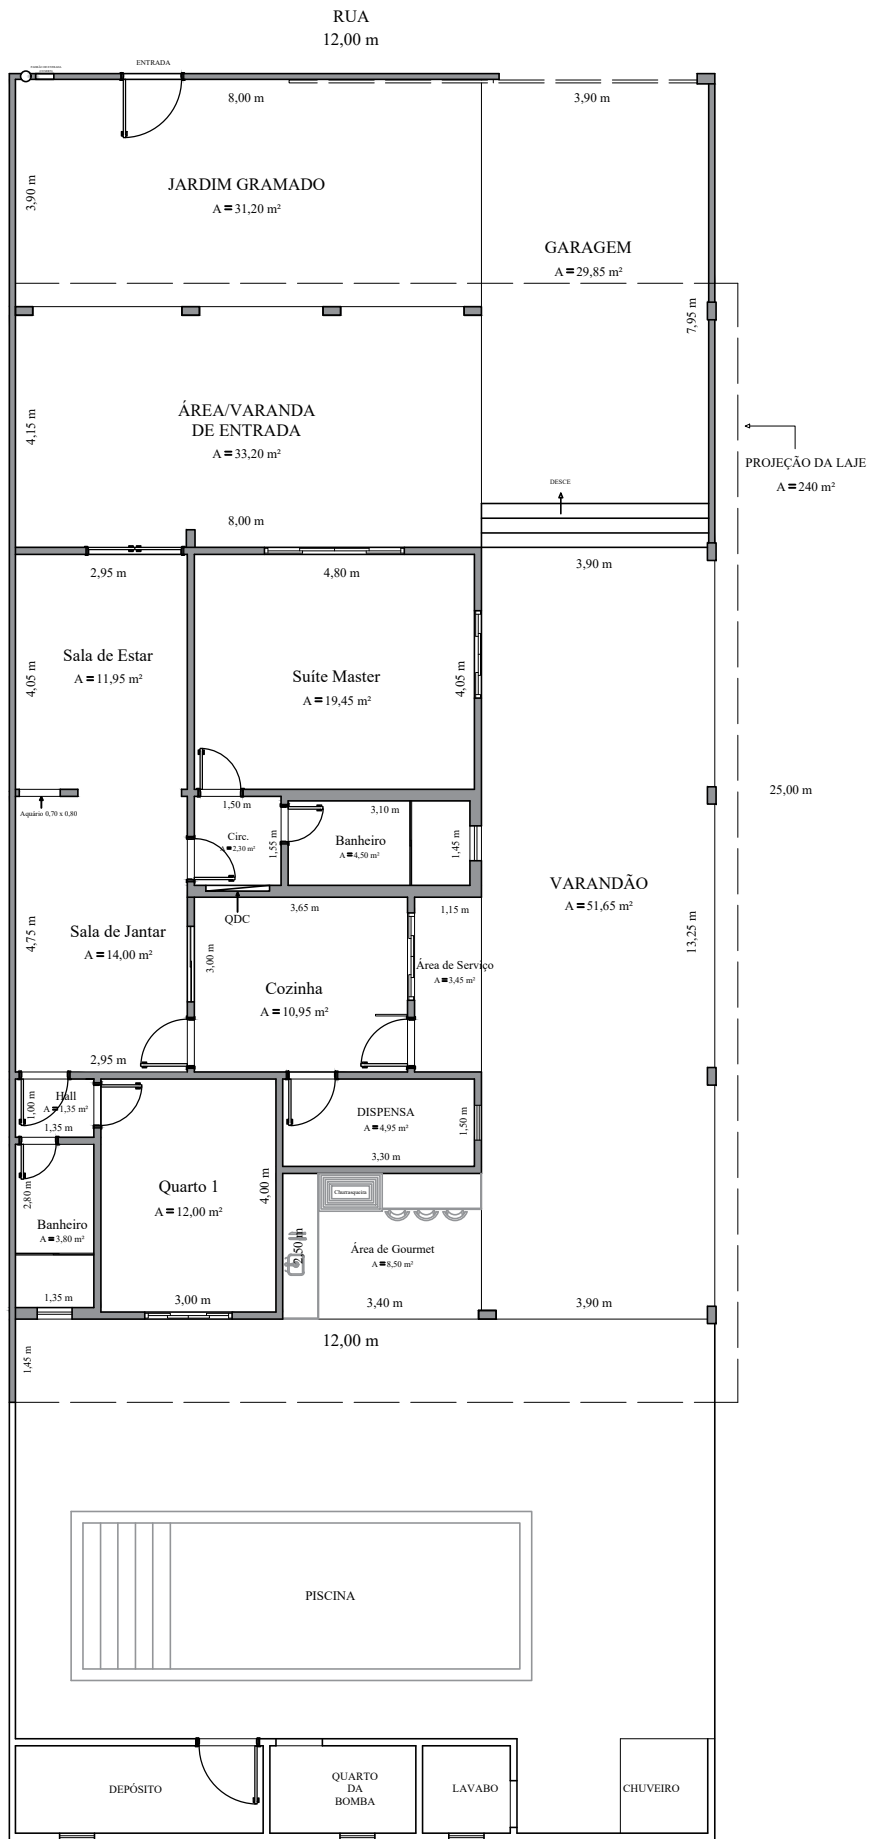 RUA
12,00 m
ENTRADA
8,00 m
3,90 m
3,90 m
JARDIM GRAMADO
A = 31,20 m²
GARAGEM
A = 29,85 m²
7,95 m
4,15 m
ÁREA/VARANDA
DE ENTRADA
A = 33,20 m²
PROJEÇÃO DA LAJE
A = 240 m²
DESCE
8,00 m
2,95 m
4,80 m
3,90 m
Sala de Estar
A = 11,95 m²
4,05 m
Suíte Master
A = 19,45 m²
4,05 m
25,00 m
Aquário 0,70 x 0,80
1,50 m
3,10 m
Circ.
A = 2,30 m²
1,55 m
Banheiro
A = 4,50 m²
1,45 m
VARANDÃO
A = 51,65 m²
13,25 m
QDC
3,65 m
1,15 m
4,75 m
Sala de Jantar
A = 14,00 m²
3,00 m
Cozinha
A = 10,95 m²
Área de Serviço
A = 3,45 m²
2,95 m
Hall
A = 1,35 m²
1,00 m
1,35 m
DISPENSA
A = 4,95 m²
1,50 m
3,30 m
2,80 m
Quarto 1
A = 12,00 m²
4,00 m
Churrasqueira
Banheiro
A = 3,80 m²
2,50 m
Área de Gourmet
A = 8,50 m²
1,35 m
3,00 m
3,40 m
3,90 m
12,00 m
1,45 m
PISCINA
DEPÓSITO
QUARTO
DA
BOMBA
LAVABO
CHUVEIRO